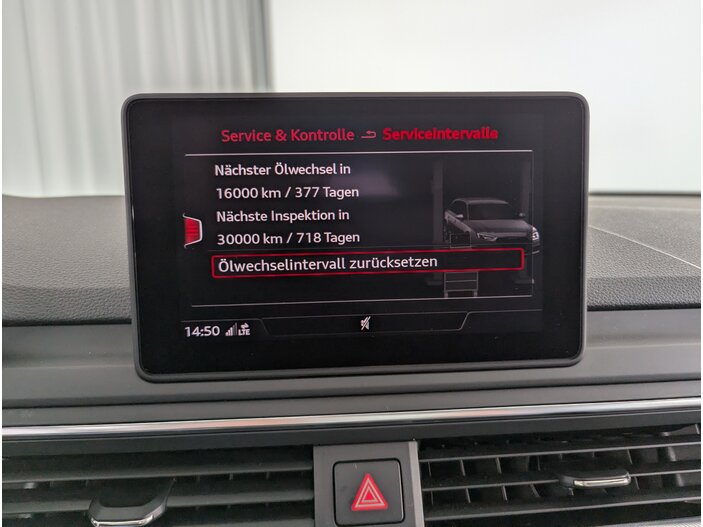 Service & Kontrolle Serviceintervalle
Nächster Ölwechsel in
16000 km / 377 Tagen
Nächste Inspektion in
30000 km / 718 Tagen
Ölwechselintervall zurücksetzen
14:50 LTE